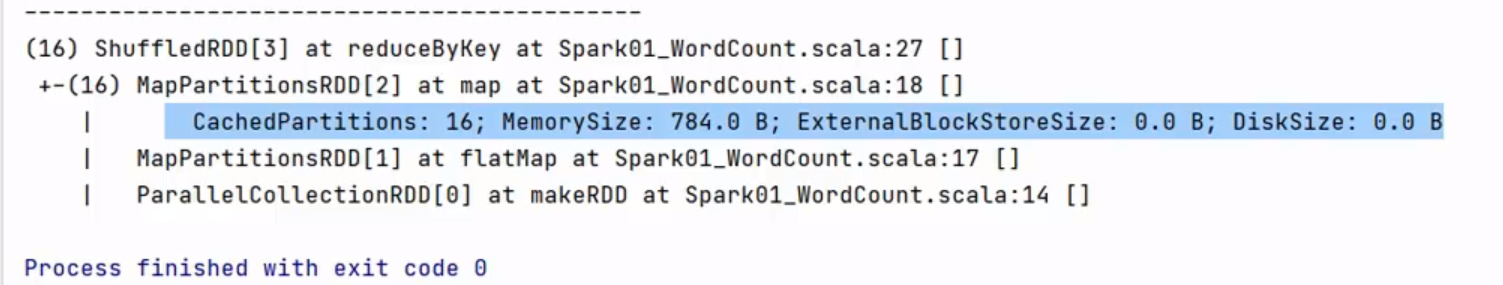 --------------------------------------------
(16) ShuffledRDD[3] at reduceByKey at Spark01_WordCount.scala:27 []
 +-(16) MapPartitionsRDD[2] at map at Spark01_WordCount.scala:18 []
    |       CachedPartitions: 16; MemorySize: 784.0 B; ExternalBlockStoreSize: 0.0 B; DiskSize: 0.0 B
    |   MapPartitionsRDD[1] at flatMap at Spark01_WordCount.scala:17 []
    |   ParallelCollectionRDD[0] at makeRDD at Spark01_WordCount.scala:14 []
Process finished with exit code 0